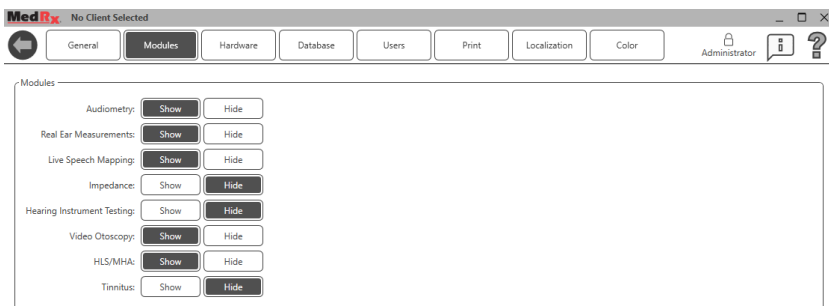 MedRx No Client Selected
General Modules Hardware Database Users Print Localization Color Administrator
Modules
Audiometry: Show Hide
Real Ear Measurements: Show Hide
Live Speech Mapping: Show Hide
Impedance: Show Hide
Hearing Instrument Testing: Show Hide
Video Otoscopy: Show Hide
HLS/MHA: Show Hide
Tinnitus: Show Hide